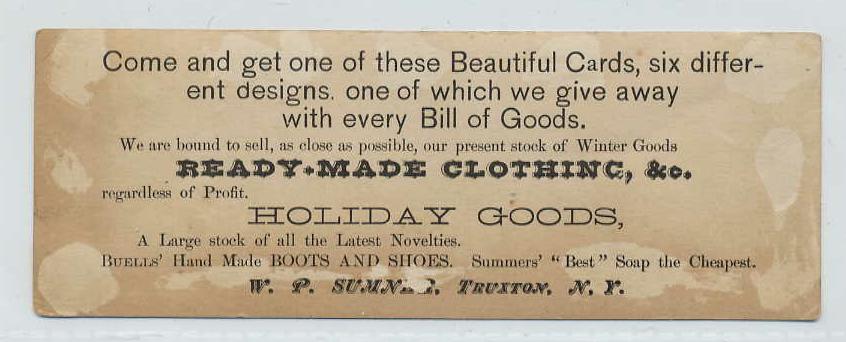 Come and get one of these Beautiful Cards, six differ-
ent designs. one of which we give away
with every Bill of Goods.
We are bound to sell, as close as possible, our present stock of Winter Goods
READY-MADE CLOTHING, &c.
regardless of Profit.
HOLIDAY GOODS,
A Large stock of all the Latest Novelties.
BUELLS' Hand Made BOOTS AND SHOES. Summers' "Best" Soap the Cheapest.
W. P. TRUXTON, N. Y.